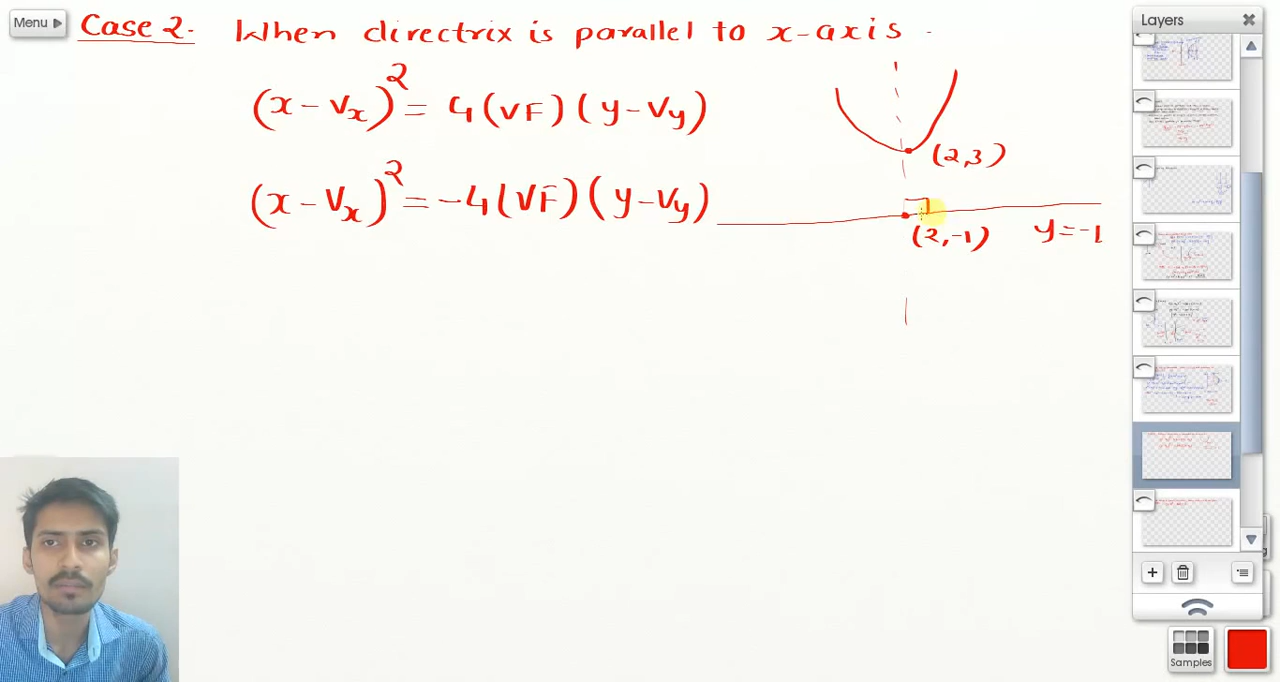 Menu
Case 2. When directrix is parallel to x-axis.
(x-Vx)² = 4(VF)(y-Vy)
(2,3)
(x-Vx)² = -4(VF)(y-Vy)
(2,-1)
y=-1
Layers
Samples